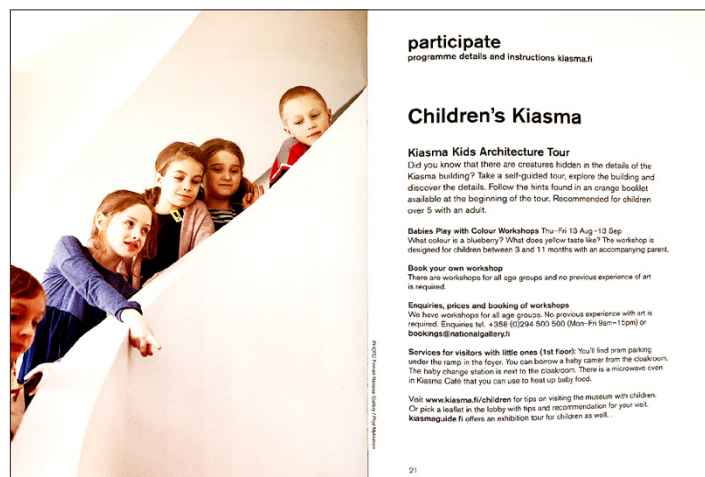 participate
programme details and instructions kiasma.fi
Children's Kiasma
Kiasma Kids Architecture Tour
Did you know that there are creatures hidden in the details of the
Kiasma building? Take a self-guided tour, explore the building and
discover the details. Follow the hints found in an orange booklet
available at the beginning of the tour. Recommended for children
over 5 with an adult.
Babies Play with Colour Workshops Thu–Fri 13 Aug –13 Sep
What colour is a blueberry? What does yellow taste like? The workshop is
designed for children between 3 and 11 months with an accompanying parent.
Book your own workshop
There are workshops for all age groups and no previous experience of art
is required.
Enquiries, prices and booking of workshops
We have workshops for all age groups. No previous experience with art is
required. Enquiries tel. +358 (0)294 500 500 (Mon–Fri 9am–15pm) or
bookings@nationalgallery.fi
Services for visitors with little ones (1st floor): You'll find pram parking
under the ramp in the foyer. You can borrow a baby carrier from the cloakroom.
The baby change station is next to the cloakroom. There is a microwave oven
in Kiasma Café that you can use to heat up baby food.
Visit www.kiasma.fi/children for tips on visiting the museum with children.
Or pick a leaflet in the lobby with tips and recommendation for your visit.
kiasmaguide.fi offers an exhibition tour for children as well.
PHOTO Finnish National Gallery / Pirje
21